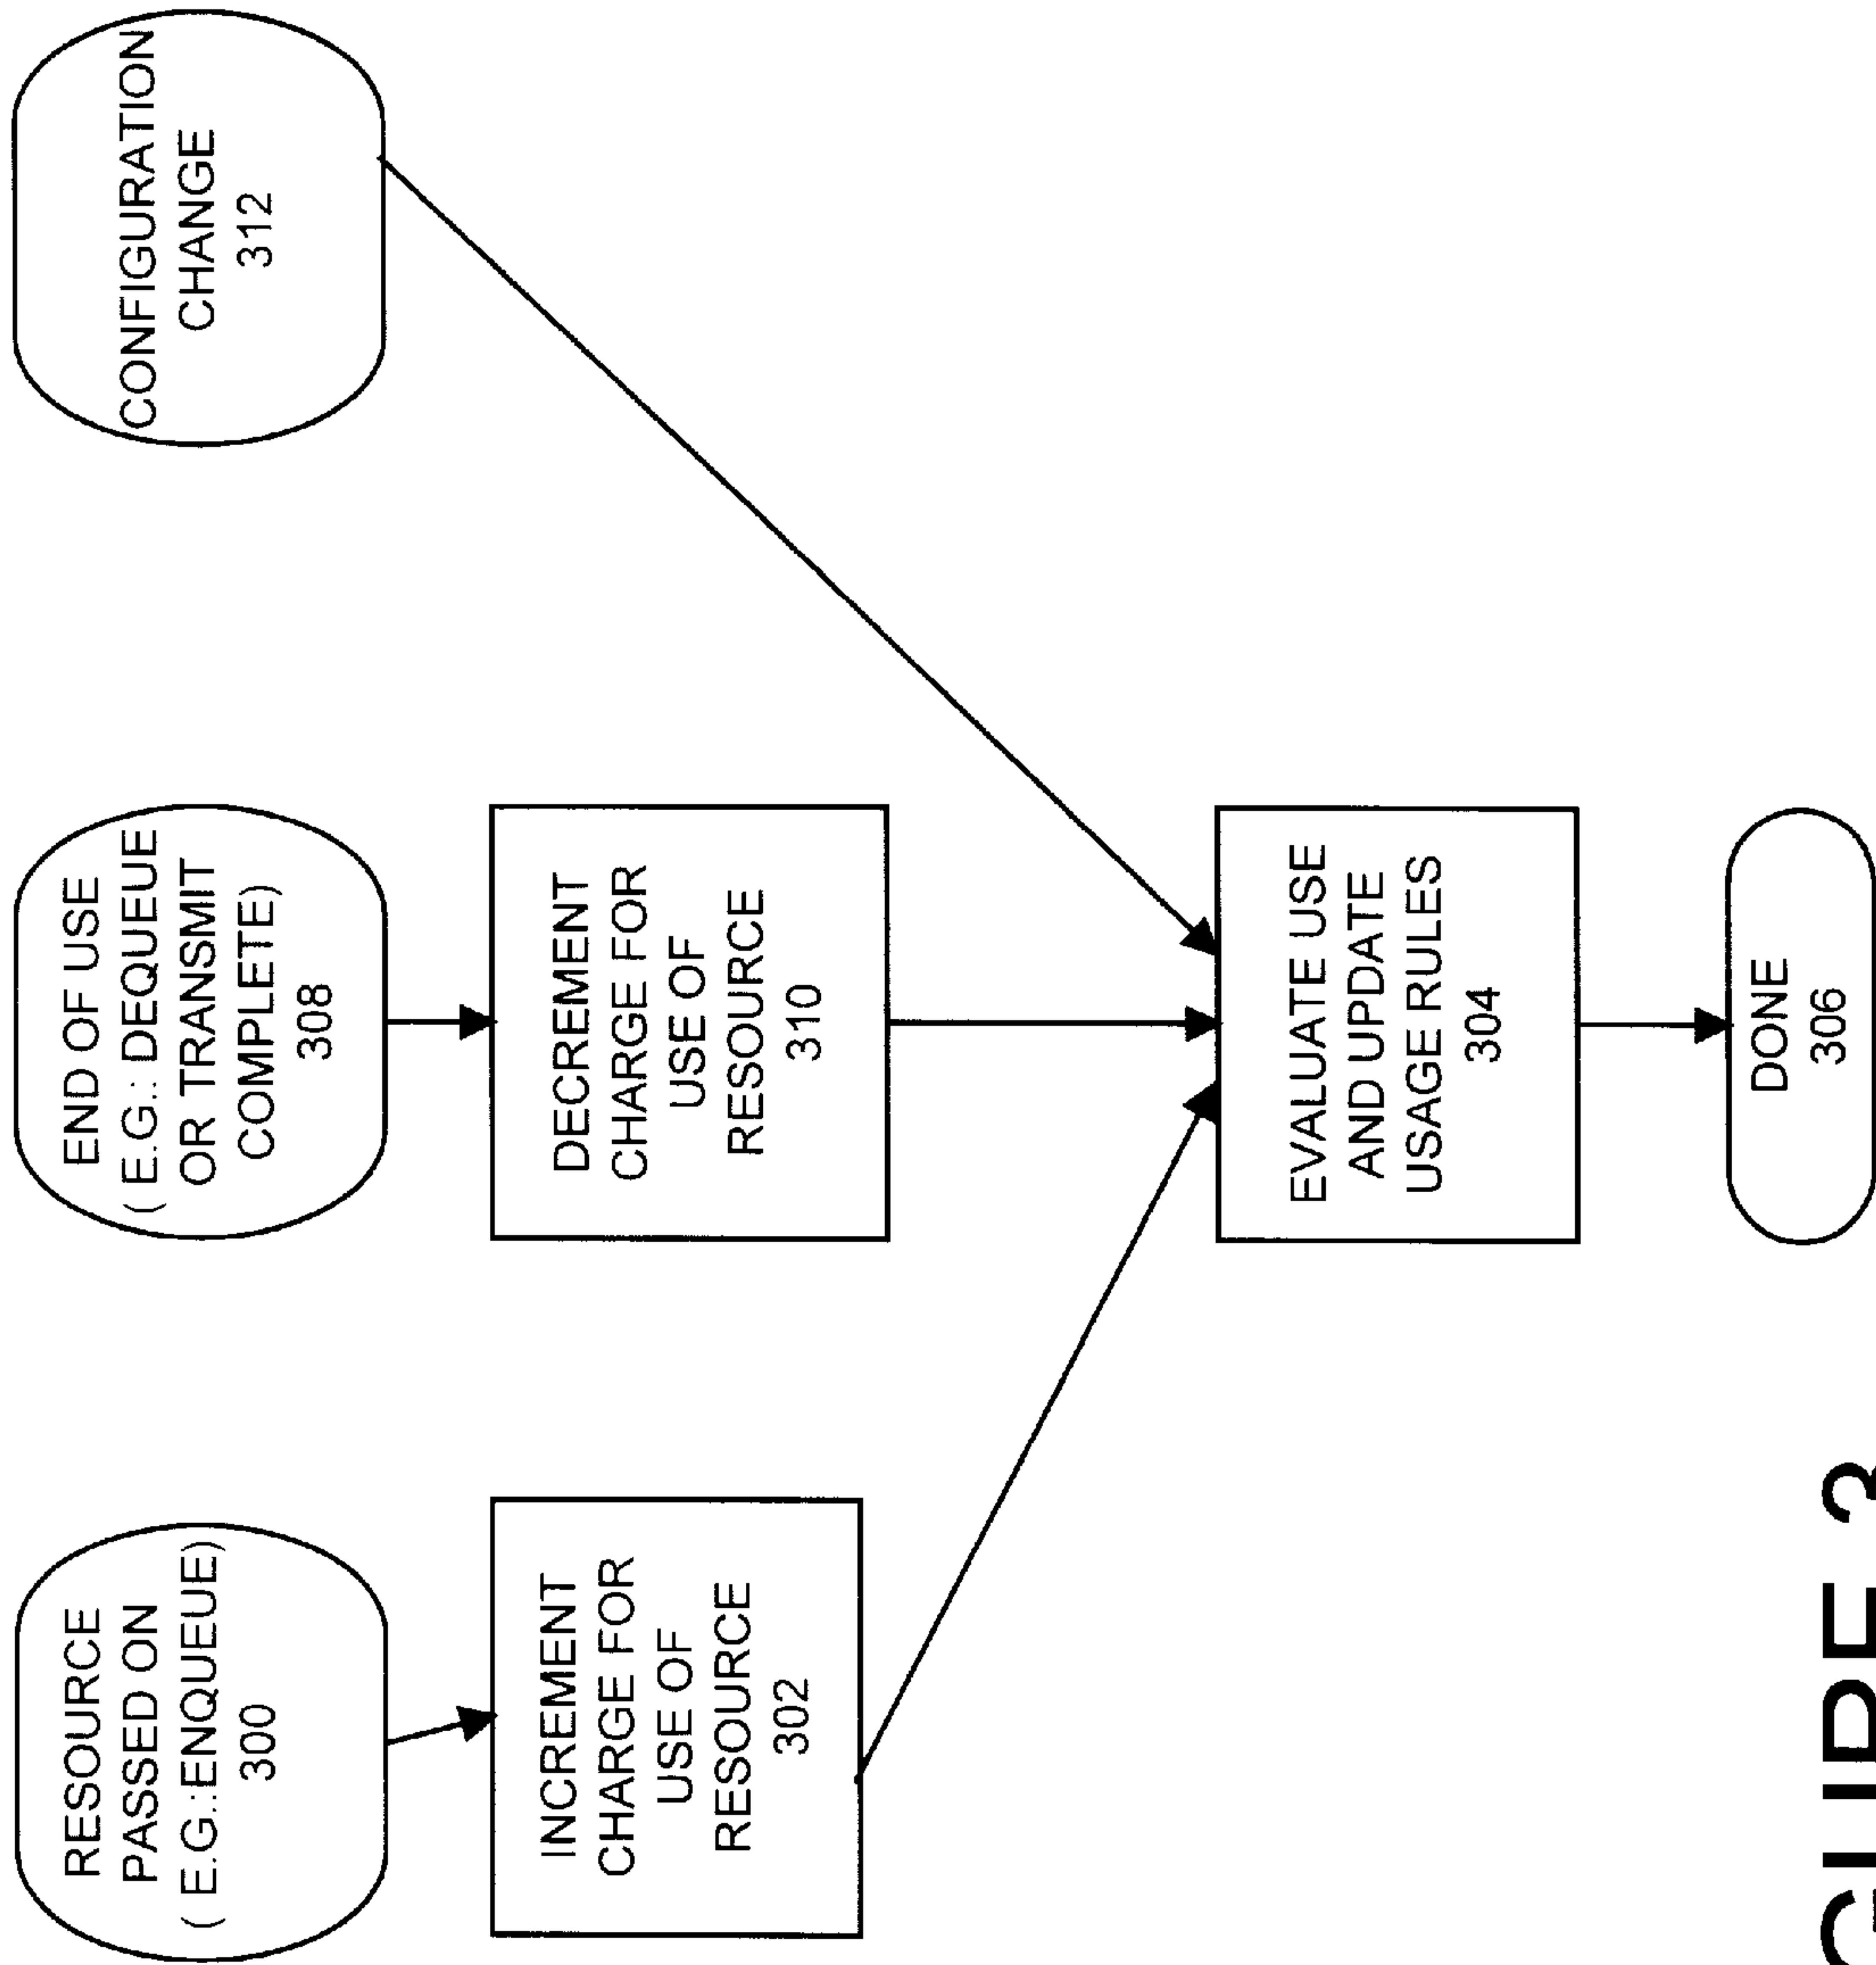 RESOURCE
PASSED ON
( E.G.:ENQUEUE)
300
INCREMENT
CHARGE FOR
USE OF
RESOURCE
302
END OF USE
( E.G.: DEQUEUE
OR TRANSMIT
COMPLETE)
308
DECREMENT
CHARGE FOR
USE OF
RESOURCE
310
CONFIGURATION
CHANGE
312
EVALUATE USE
AND UPDATE
USAGE RULES
304
DONE
306